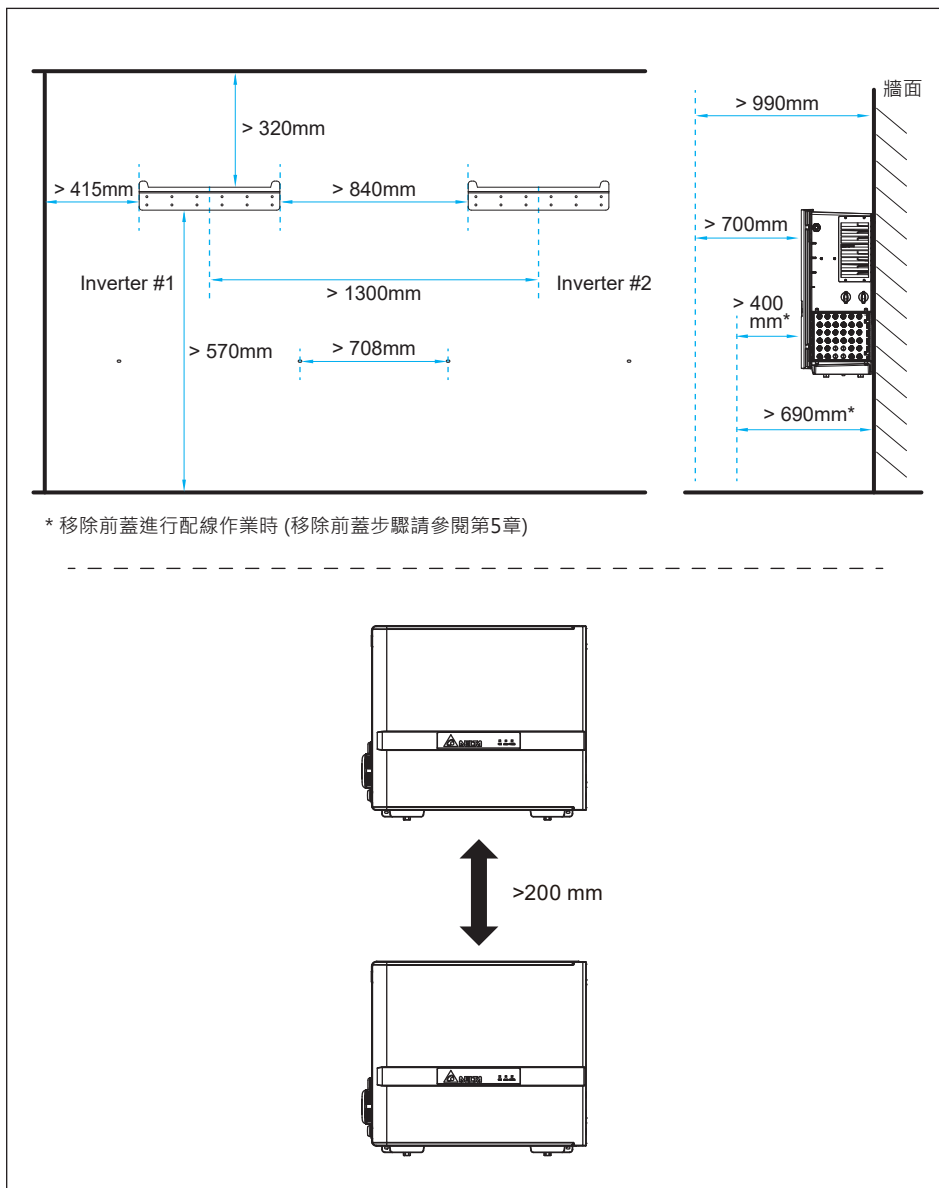 牆面
> 990mm
> 320mm
> 415mm
> 840mm
> 700mm
Inverter #1
> 1300mm
Inverter #2
> 400
mm*
> 570mm
> 708mm
> 690mm*
* 移除前蓋進行配線作業時 (移除前蓋步驟請參閱第5章)
>200 mm